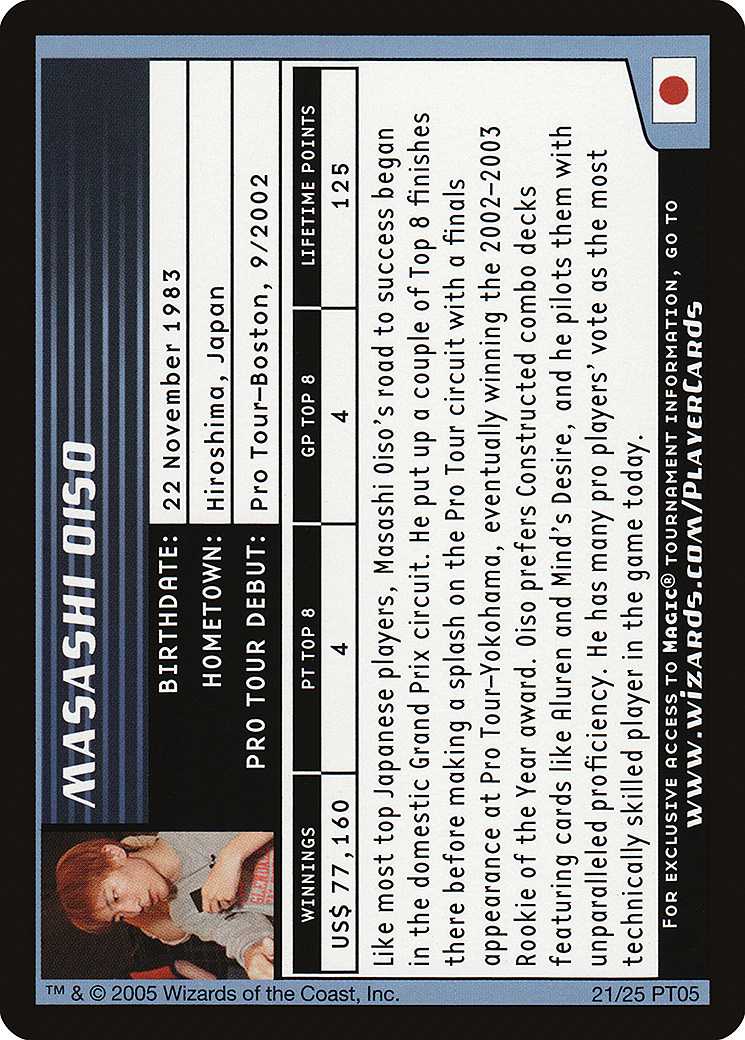 MASASHI OISO
BIRTHDATE: 22 November 1983
HOMETOWN: Hiroshima, Japan
PRO TOUR DEBUT: Pro Tour–Boston, 9/2002
WINNINGS PT TOP 8 GP TOP 8 LIFETIME POINTS
US$ 77,160 4 4 125
Like most top Japanese players, Masashi Oiso's road to success began
in the domestic Grand Prix circuit. He put up a couple of Top 8 finishes
there before making a splash on the Pro Tour circuit with a finals
appearance at Pro Tour–Yokohama, eventually winning the 2002–2003
Rookie of the Year award. Oiso prefers Constructed combo decks
featuring cards like Aluren and Mind's Desire, and he pilots them with
unparalleled proficiency. He has many pro players' vote as the most
technically skilled player in the game today.
FOR EXCLUSIVE ACCESS TO MAGIC® TOURNAMENT INFORMATION, GO TO
WWW.WIZARDS.COM/PLAYERCARDS
™ & © 2005 Wizards of the Coast, Inc.
21/25 PT05